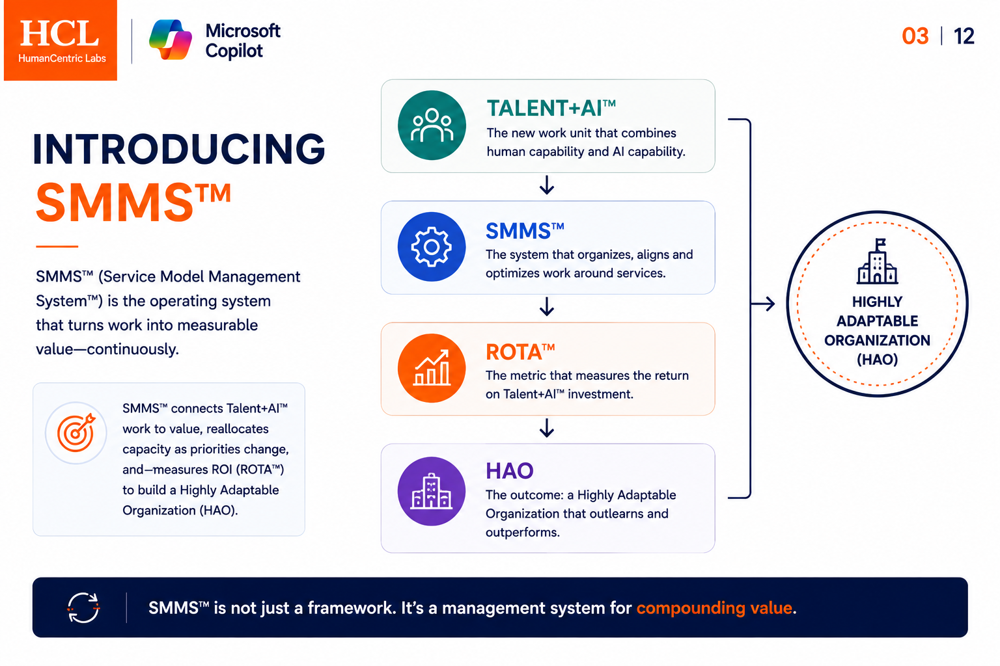 HCL
HumanCentric Labs
Microsoft
Copilot
03 | 12
INTRODUCING
SMMS™
SMMS™ (Service Model Management
System™) is the operating system
that turns work into measurable
value—continuously.
SMMS™ connects Talent+AI™
work to value, reallocates
capacity as priorities change,
and—measures ROI (ROTA™)
to build a Highly Adaptable
Organization (HAO).
TALENT+AI™
The new work unit that combines
human capability and AI capability.
SMMS™
The system that organizes, aligns and
optimizes work around services.
ROTA™
The metric that measures the return
on Talent+AI™ investment.
HAO
The outcome: a Highly Adaptable
Organization that outlearns and
outperforms.
HIGHLY
ADAPTABLE
ORGANIZATION
(HAO)
SMMS™ is not just a framework. It’s a management system for compounding value.